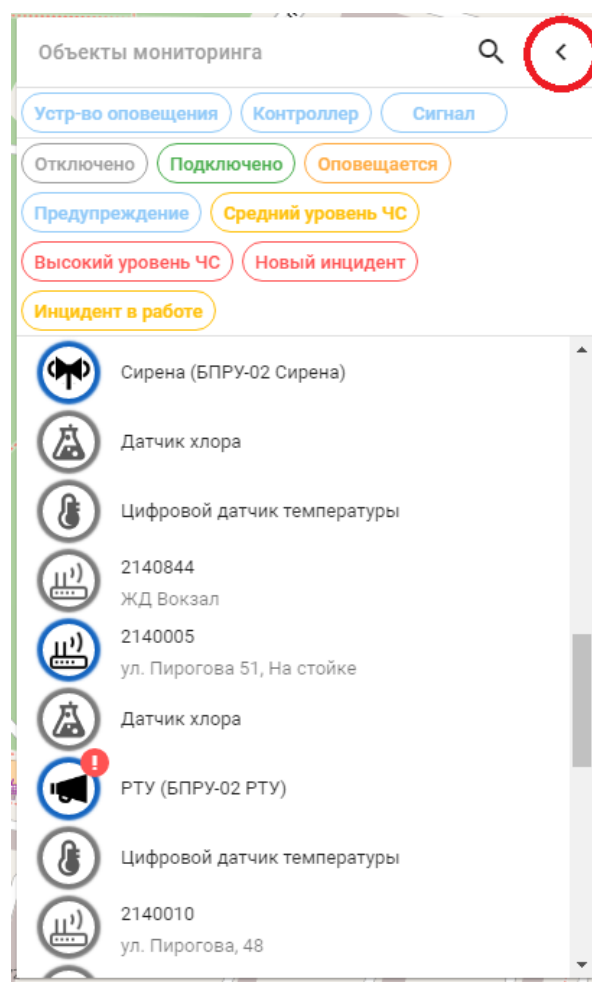 Объекты мониторинга
Устр-во оповещения Контроллер Сигнал
Отключено Подключено Оповещается
Предупреждение Средний уровень ЧС
Высокий уровень ЧС Новый инцидент
Инцидент в работе
Сирена (БПРУ-02 Сирена)
Датчик хлора
Цифровой датчик температуры
2140844
ЖД Вокзал
2140005
ул. Пирогова 51, На стойке
Датчик хлора
РТУ (БПРУ-02 РТУ)
Цифровой датчик температуры
2140010
ул. Пирогова, 48